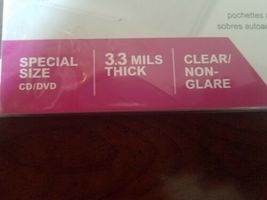 pochettes
sobres autoad
SPECIAL
SIZE
CD/DVD
3.3 MILS
THICK
CLEAR/
NON-
GLARE